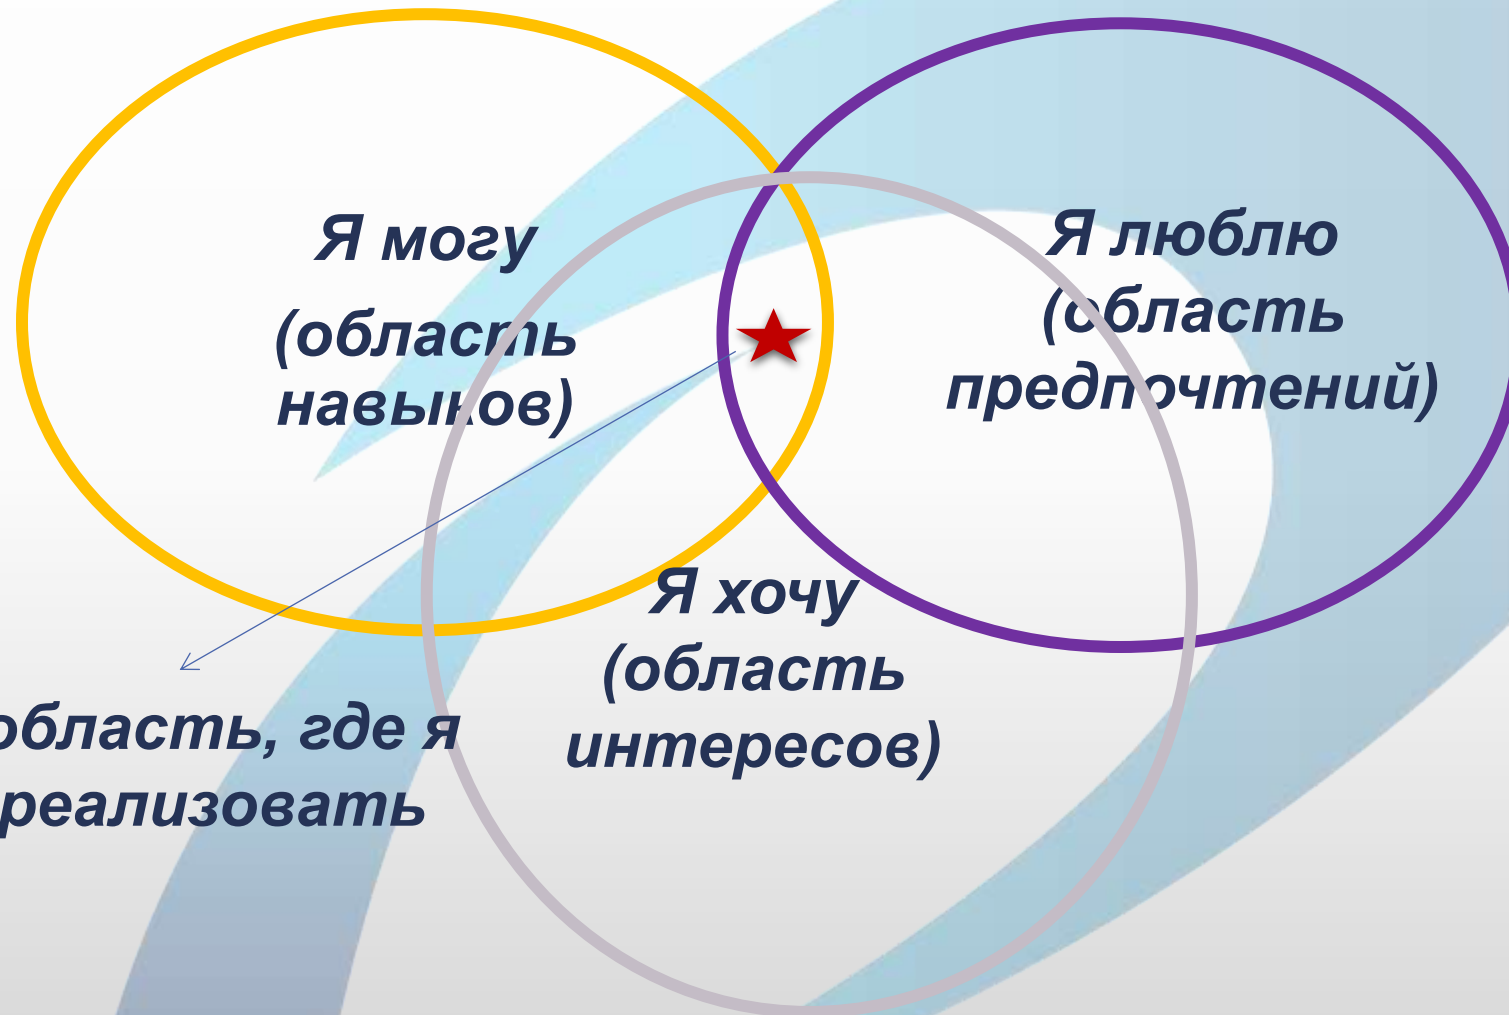 Я могу
(область
навыков)
Я люблю
(область
предпочтений)
Я хочу
(область
интересов)
область, где я
реализовать